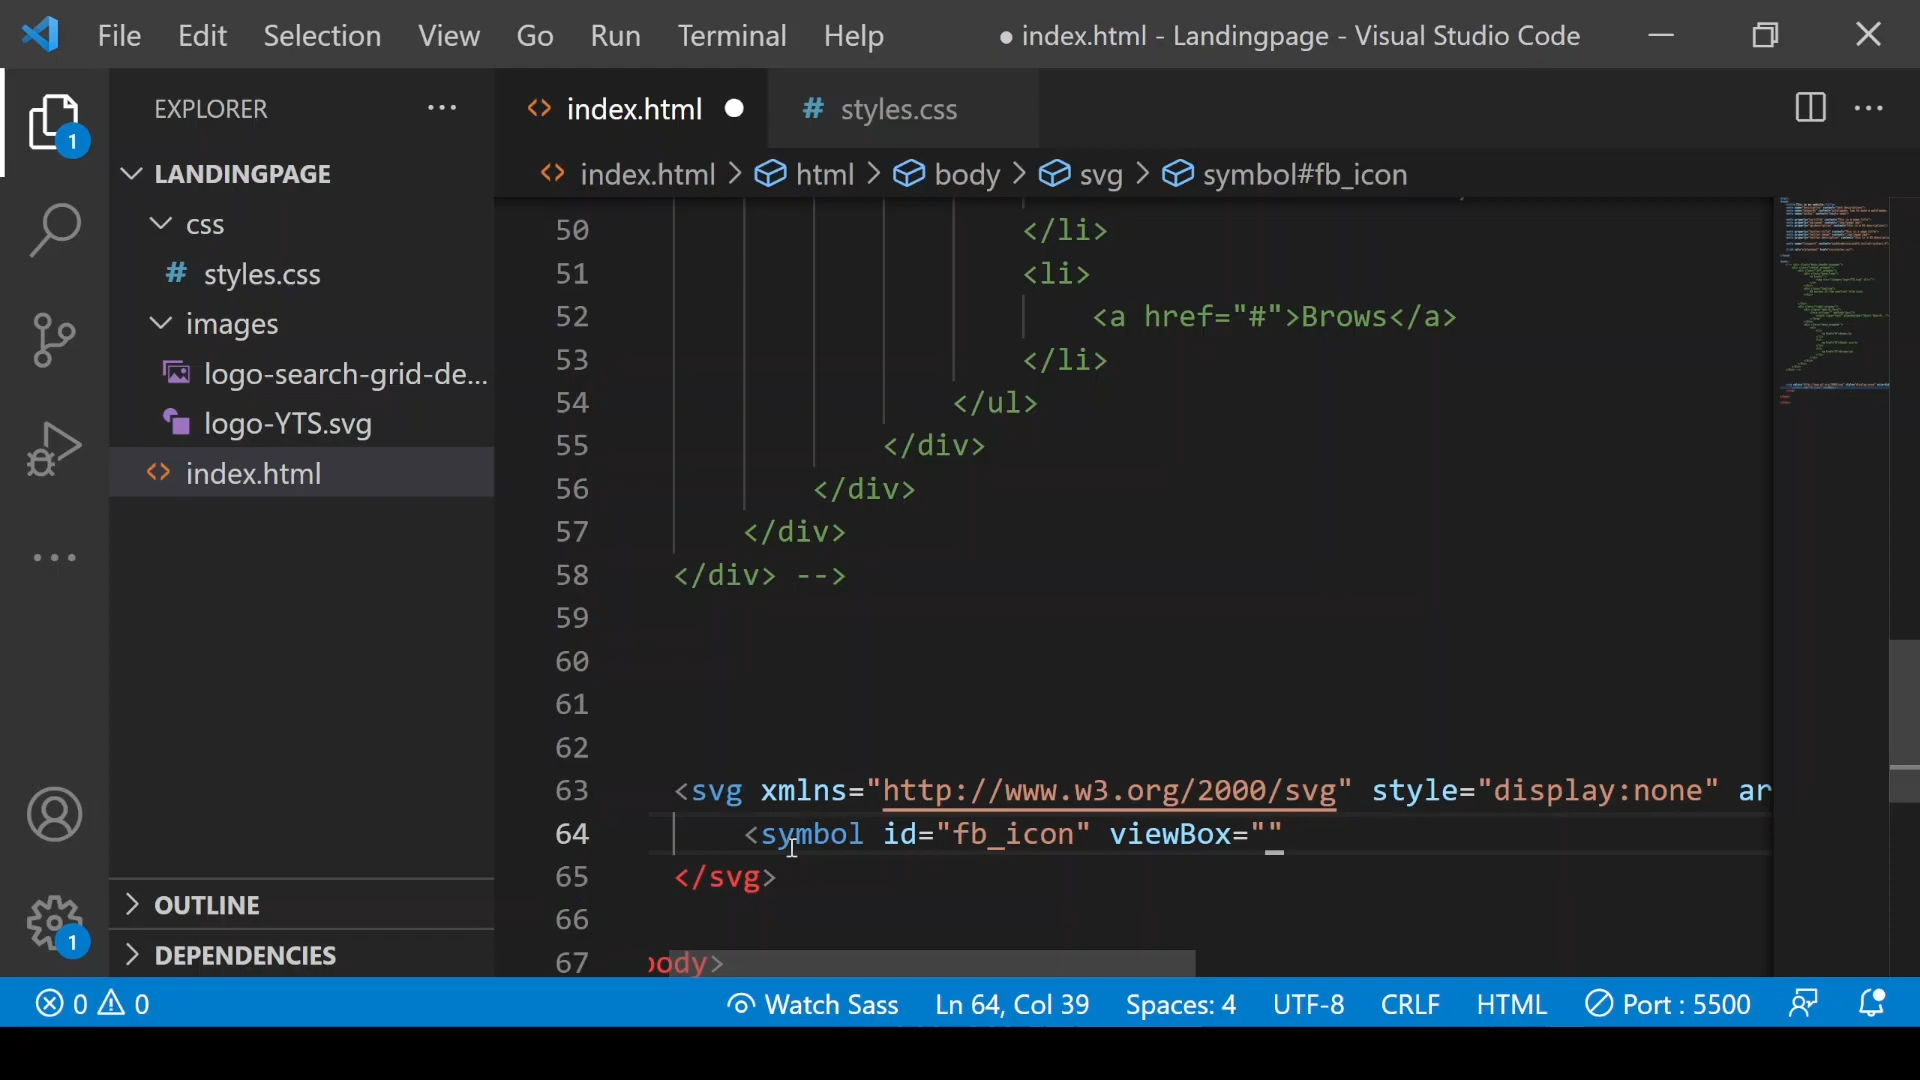 File Edit Selection View Go Run Terminal Help ● index.html - Landingpage - Visual Studio Code
EXPLORER ···
index.html ● # styles.css
1
LANDINGPAGE
index.html > html > body > svg > symbol#fb_icon
css
# styles.css
images
logo-search-grid-de...
logo-YTS.svg
index.html
50 </li>
51 <li>
52 <a href="#">Brows</a>
53 </li>
54 </ul>
55 </div>
56 </div>
57 </div>
58 </div> -->
59
60
61
62
63 <svg xmlns="http://www.w3.org/2000/svg" style="display:none" ar
64 <symbol id="fb_icon" viewBox=""
65 </svg>
66
67 body>
OUTLINE
1
DEPENDENCIES
0 0 Watch Sass Ln 64, Col 39 Spaces: 4 UTF-8 CRLF HTML Port : 5500